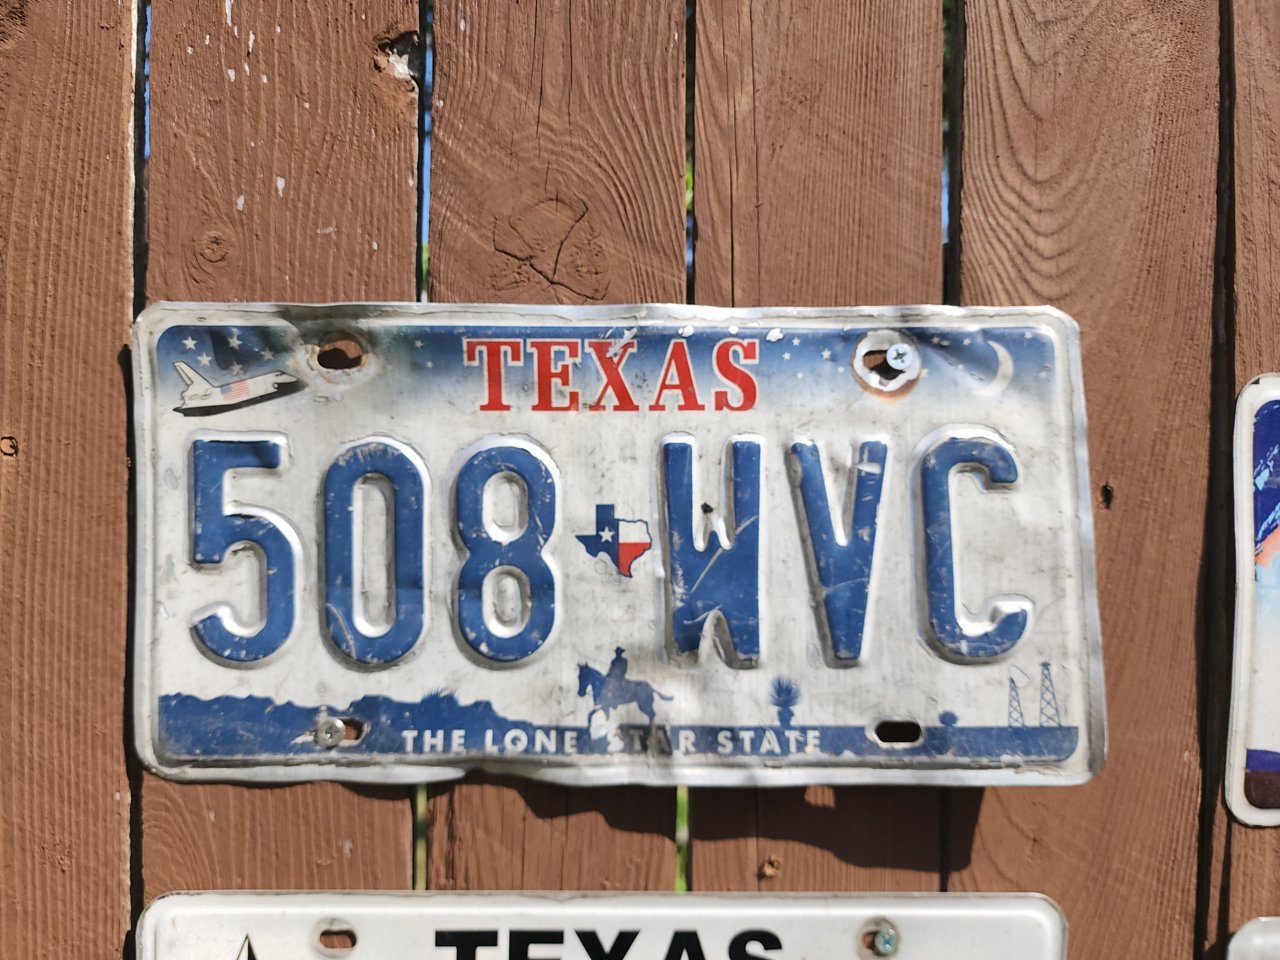 TEXAS
508 WVC
THE LONE STAR STATE
TEXAS